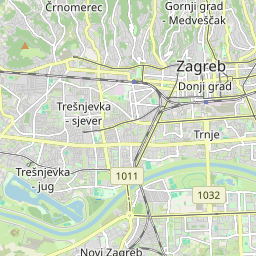 Črnomerec
Gornji grad
- Medveščak
Zagreb
Donji grad
Trešnjevka
- sjever
Trnje
Trešnjevka
- jug
1011
1032
Novi Zagreb